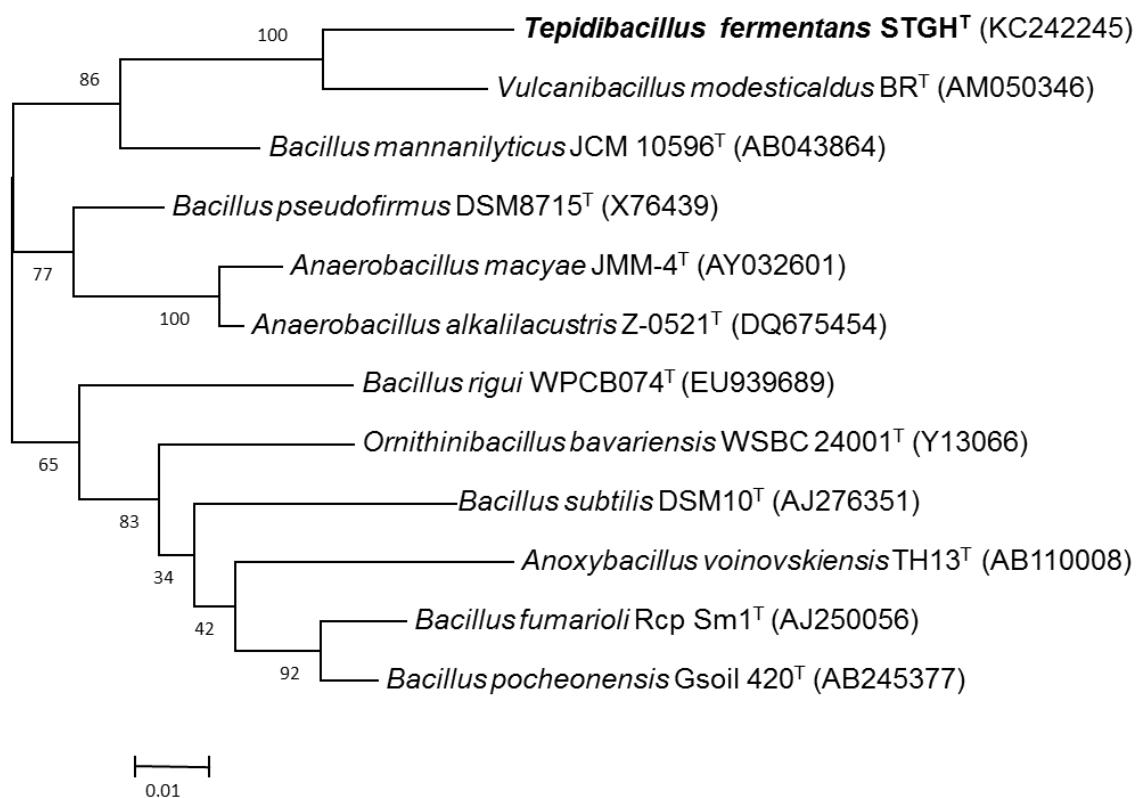 100
Tepidibacillus fermentans STGHᵀ (KC242245)
86
Vulcanibacillus modesticaldus BRᵀ (AM050346)
Bacillus mannanilyticus JCM 10596ᵀ (AB043864)
Bacillus pseudofirmus DSM8715ᵀ (X76439)
77
Anaerobacillus macyae JMM-4ᵀ (AY032601)
100
Anaerobacillus alkalilacustris Z-0521ᵀ (DQ675454)
Bacillus rigui WPCB074ᵀ (EU939689)
Ornithinibacillus bavariensis WSBC 24001ᵀ (Y13066)
65
Bacillus subtilis DSM10ᵀ (AJ276351)
83
Anoxybacillus voinovskiensis TH13ᵀ (AB110008)
34
Bacillus fumarioli Rcp Sm1ᵀ (AJ250056)
42
92
Bacillus pocheonensis Gsoil 420ᵀ (AB245377)
0.01